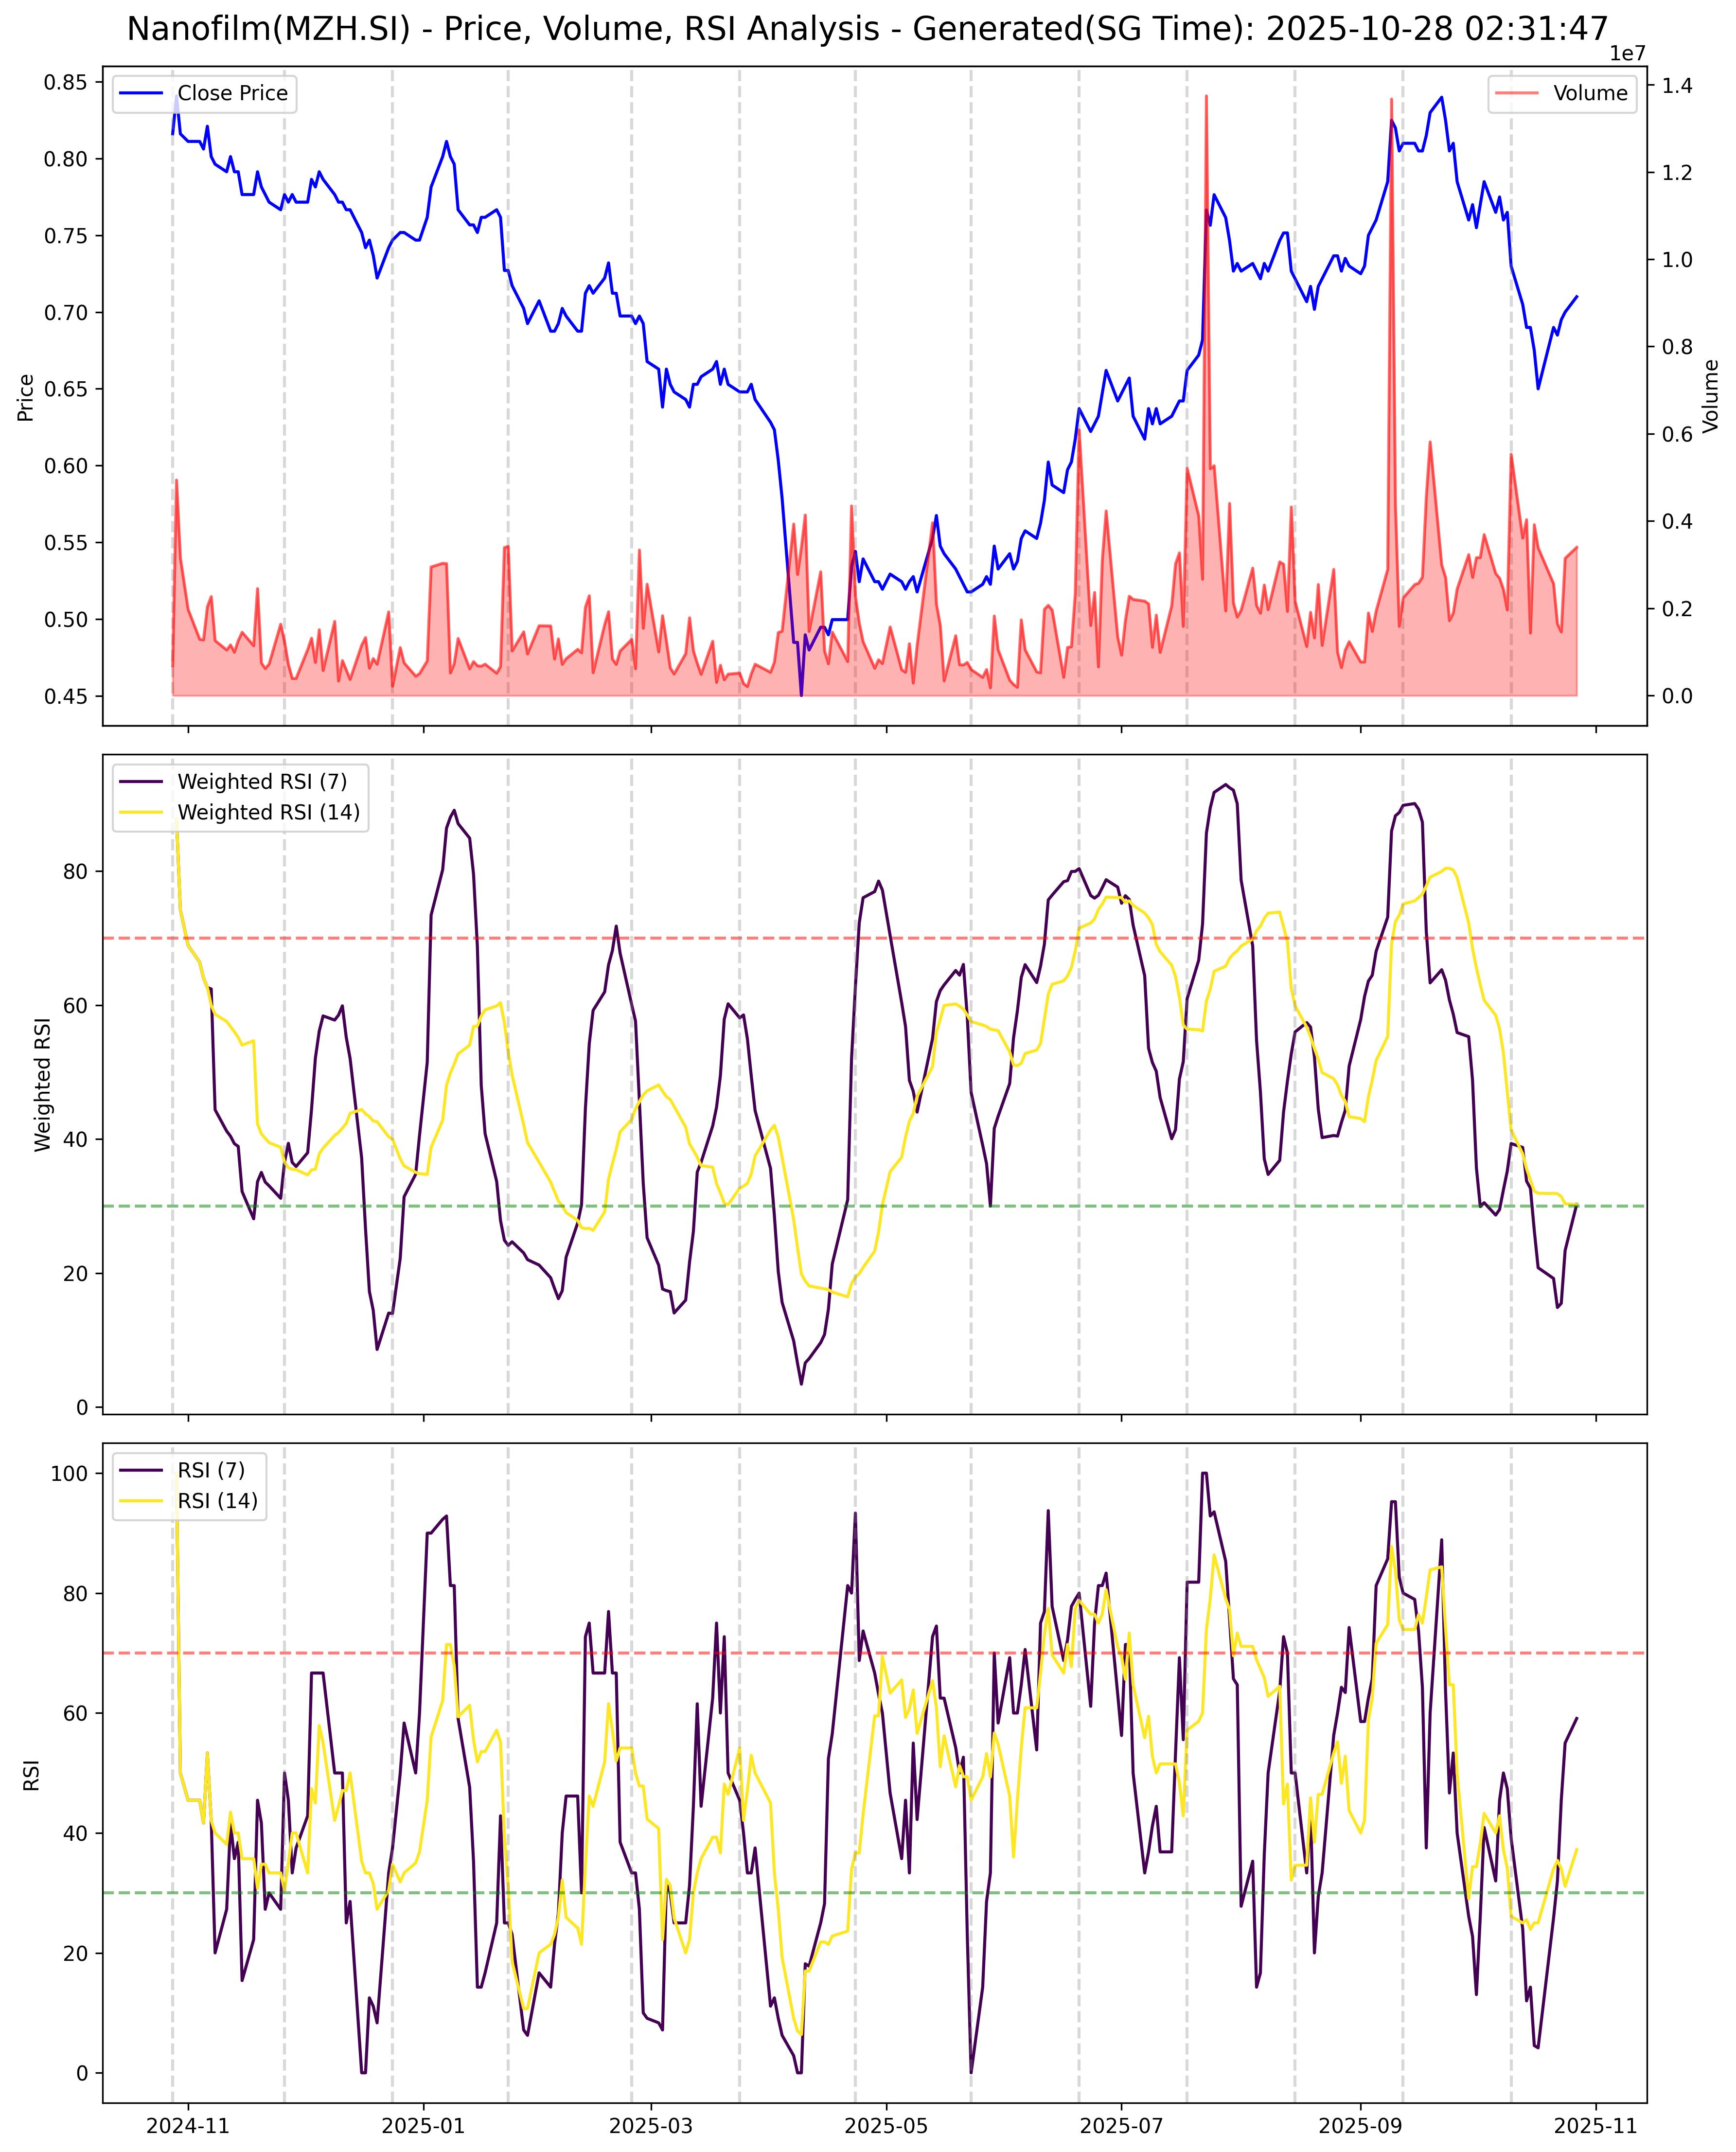 Nanofilm(MZH.SI) - Price, Volume, RSI Analysis - Generated(SG Time): 2025-10-28 02:31:47
1e7
Close Price
Volume
0.85
0.80
0.75
0.70
0.65
0.60
0.55
0.50
0.45
Price
1.4
1.2
1.0
0.8
0.6
0.4
0.2
0.0
Volume
Weighted RSI (7)
Weighted RSI (14)
80
60
40
20
0
Weighted RSI
RSI (7)
RSI (14)
100
80
60
40
20
0
RSI
2024-11
2025-01
2025-03
2025-05
2025-07
2025-09
2025-11